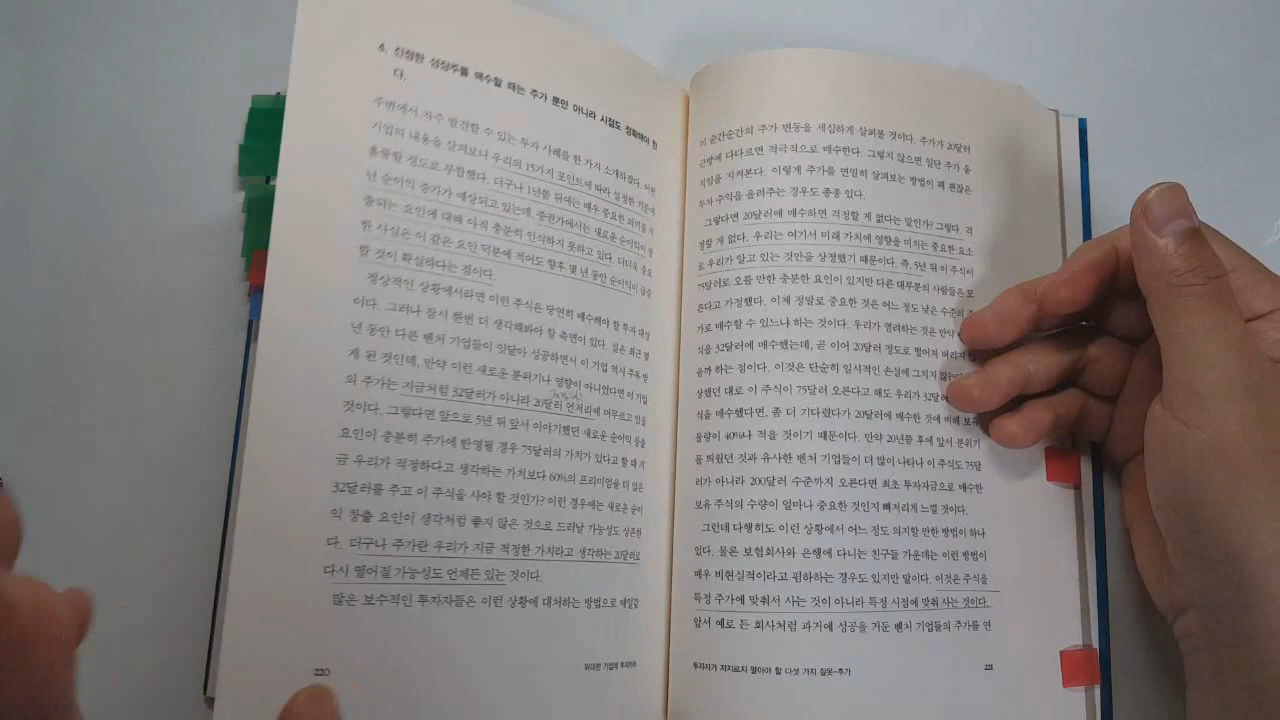 4. 진정한 성장주를 매수할 때는 주가 뿐만 아니라 시점도 정확해야 한
다.
주변에서 자주 발견할 수 있는 투자 사례를 한 가지 소개하겠다. 어떤
기업의 내용을 살펴보니 우리의 15가지 포인트에 따라 설정한 기준에
훌륭할 정도로 부합했다. 더구나 1년쯤 뒤에는 매우 중요한 의미를 지
닌 순이익 증가가 예상되고 있는데, 증권가에서는 새로운 순이익의 창
출되는 요인에 대해 아직 충분히 인식하지 못하고 있다. 더더욱 중요
한 사실은 이 같은 요인 덕분에 적어도 향후 몇 년 동안 순이익이 급증
할 것이 확실하다는 점이다.
정상적인 상황에서라면 이런 주식은 당연히 매수해야 할 투자 대상
이다. 그러나 잠시 한번 더 생각해봐야 할 측면이 있다. 실은 최근 몇
년 동안 다른 벤처 기업들이 잇달아 성공하면서 이 기업 역시 주목 받
게 된 것인데, 만약 이런 새로운 분위기나 영향이 아니었다면 이 기업
의 주가는 지금처럼 32달러가 아니라 20달러 언저리에 머무르고 있을
것이다. 그렇다면 앞으로 5년 뒤 앞서 이야기했던 새로운 순이익 창출
요인이 충분히 주가에 반영될 경우 75달러의 가치가 있다고 할 때 지
금 우리가 적정하다고 생각하는 가치보다 60%의 프리미엄을 더 얹은
32달러를 주고 이 주식을 사야 할 것인가? 이런 경우에는 새로운 순이
익 창출 요인이 생각처럼 좋지 않은 것으로 드러날 가능성도 상존한
다. 더구나 주가란 우리가 지금 적정한 가치라고 생각하는 20달러로
다시 떨어질 가능성도 언제든 있는 것이다.
많은 보수적인 투자자들은 이런 상황에 대처하는 방법으로 매일같
220
위대한 기업에 투자하라
이 순간순간의 주가 변동을 세심하게 살펴볼 것이다. 주가가 20달러
근방에 다다르면 적극적으로 매수한다. 그렇지 않으면 일단 주가 움
직임을 지켜본다. 이렇게 주가를 면밀히 살펴보는 방법이 꽤 괜찮은
투자 수익을 올려주는 경우도 종종 있다.
그렇다면 20달러에 매수하면 걱정할 게 없다는 말인가? 그렇다. 걱
정할 게 없다. 우리는 여기서 미래 가치에 영향을 미치는 중요한 요소
로 우리가 알고 있는 것만을 상정했기 때문이다. 즉, 5년 뒤 이 주식이
75달러로 오를 만한 충분한 요인이 있지만 다른 대부분의 사람들은 모
른다고 가정했다. 이제 정말로 중요한 것은 어느 정도 낮은 수준의
가로 매수할 수 있느냐 하는 것이다. 우리가 염려하는 것은 만약
식을 32달러에 매수했는데, 곧 이어 20달러 정도로 떨어져 버리지
을까 하는 점이다. 이것은 단순히 일시적인 손실에 그치지
상했던 대로 이 주식이 75달러 오른다고 해도 우리가 32달러
식을 매수했다면, 좀 더 기다렸다가 20달러에 매수한 것에 비해 보유
물량이 40%나 적을 것이기 때문이다. 만약 20년쯤 후에 앞서 분위기
를 띄웠던 것과 유사한 벤처 기업들이 더 많이 나타나 이 주식도 75달
러가 아니라 200달러 수준까지 오른다면 최초 투자자금으로 매수한
보유 주식의 수량이 얼마나 중요한 것인지 뼈저리게 느낄 것이다.
그런데 다행히도 이런 상황에서 어느 정도 의지할 만한 방법이 하나
있다. 물론 보험회사와 은행에 다니는 친구들 가운데는 이런 방법이
매우 비현실적이라고 폄하하는 경우도 있지만 말이다. 이것은 주식을
특정 주가에 맞춰서 사는 것이 아니라 특정 시점에 맞춰 사는 것이다.
앞서 예로 든 회사처럼 과거에 성공을 거둔 벤처 기업들의 주가를 연
투자자가 저지르지 말아야 할 다섯 가지 잘못-추가
221